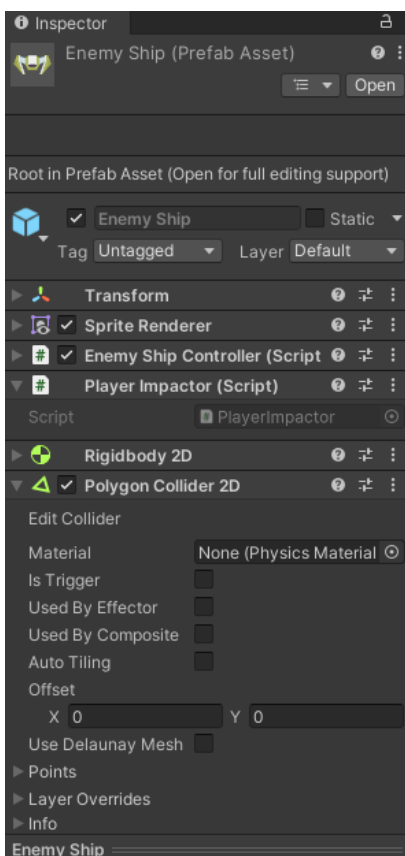 Inspector
Enemy Ship (Prefab Asset)
Open
Root in Prefab Asset (Open for full editing support)
Enemy Ship Static
Tag Untagged Layer Default
Transform
Sprite Renderer
# Enemy Ship Controller (Script
# Player Impactor (Script)
Script # PlayerImpactor
Rigidbody 2D
Polygon Collider 2D
Edit Collider
Material None (Physics Material
Is Trigger
Used By Effector
Used By Composite
Auto Tiling
Offset
X 0 Y 0
Use Delaunay Mesh
Points
Layer Overrides
Info
Enemy Ship